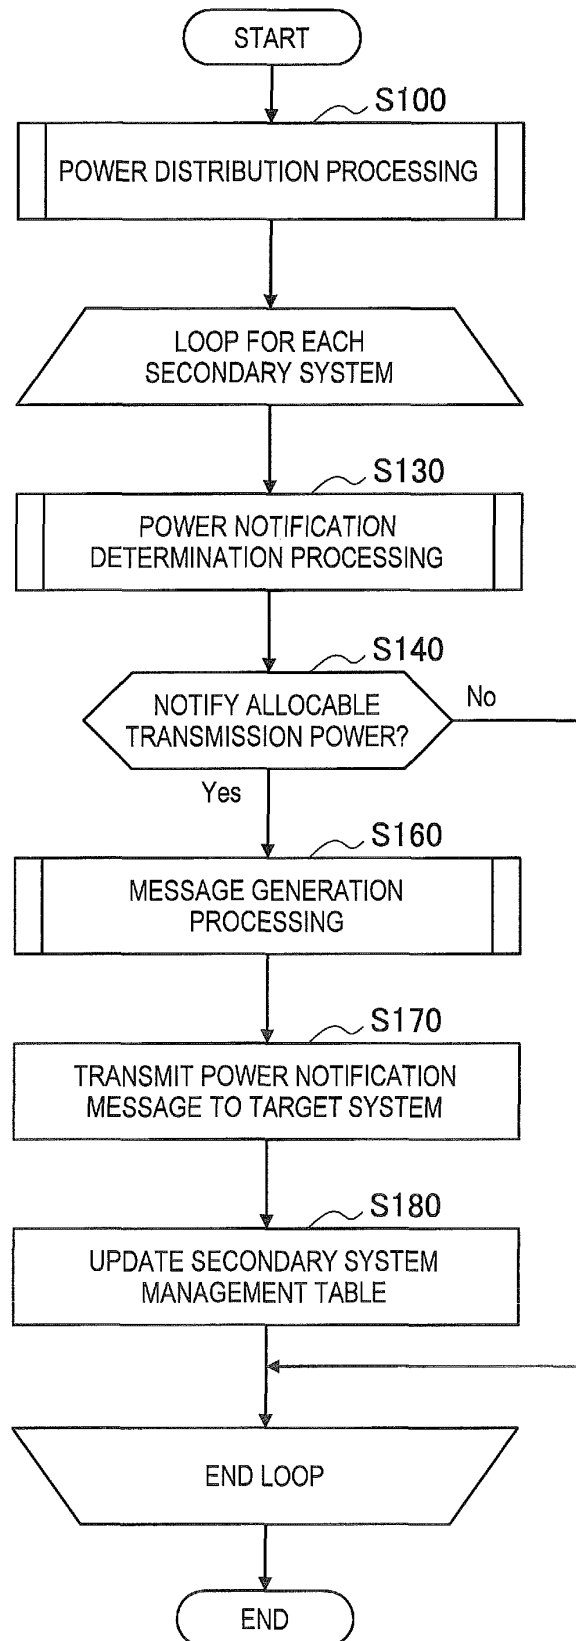 START
S100
POWER DISTRIBUTION PROCESSING
LOOP FOR EACH
SECONDARY SYSTEM
S130
POWER NOTIFICATION
DETERMINATION PROCESSING
S140
NOTIFY ALLOCABLE
TRANSMISSION POWER?
No
Yes
S160
MESSAGE GENERATION
PROCESSING
S170
TRANSMIT POWER NOTIFICATION
MESSAGE TO TARGET SYSTEM
S180
UPDATE SECONDARY SYSTEM
MANAGEMENT TABLE
END LOOP
END